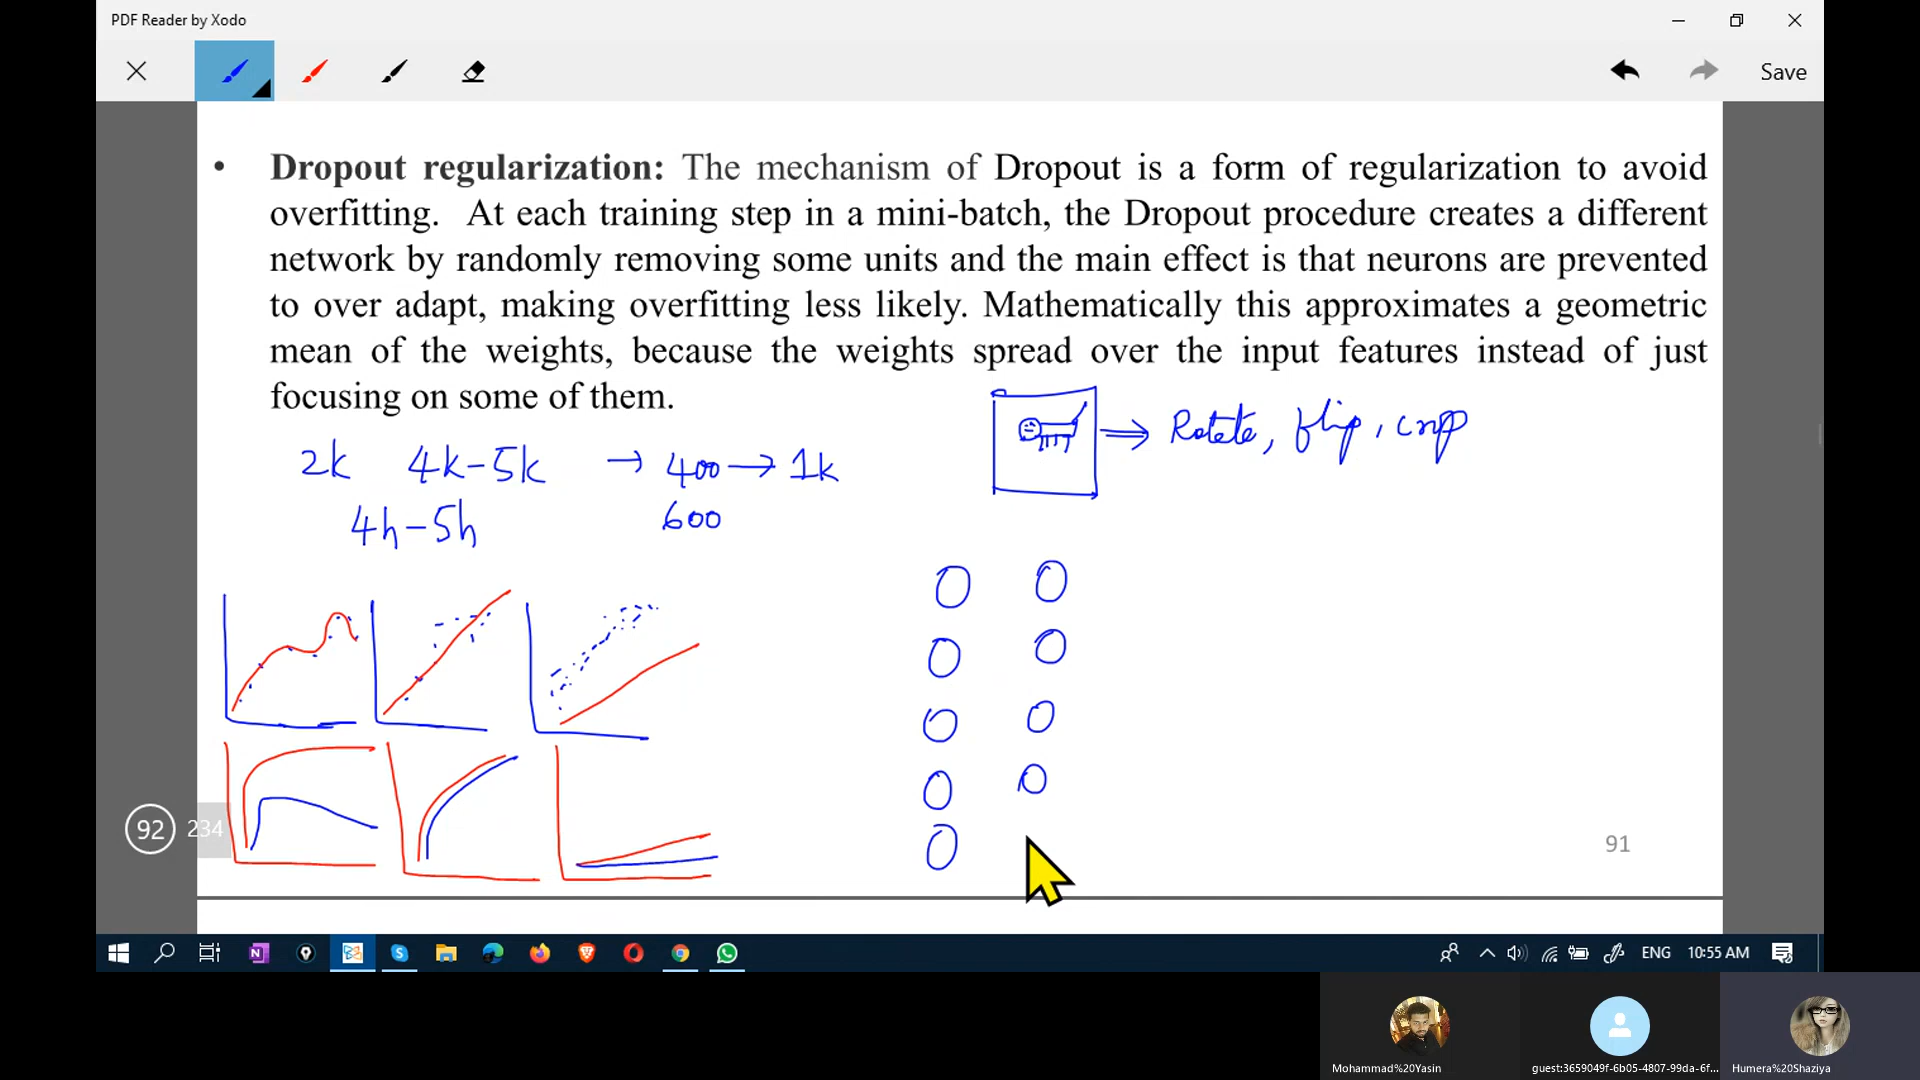 PDF Reader by Xodo
Save
• Dropout regularization: The mechanism of Dropout is a form of regularization to avoid
overfitting. At each training step in a mini-batch, the Dropout procedure creates a different
network by randomly removing some units and the main effect is that neurons are prevented
to over adapt, making overfitting less likely. Mathematically this approximates a geometric
mean of the weights, because the weights spread over the input features instead of just
focusing on some of them.
→ Rotate, flip, crop
2k 4k-5k → 400 → 1k
4h-5h 600
92 234
91
ENG 10:55 AM
Mohammad%20Yasin
guest:3659049f-6b05-4807-99da-6f...
Humera%20Shaziya